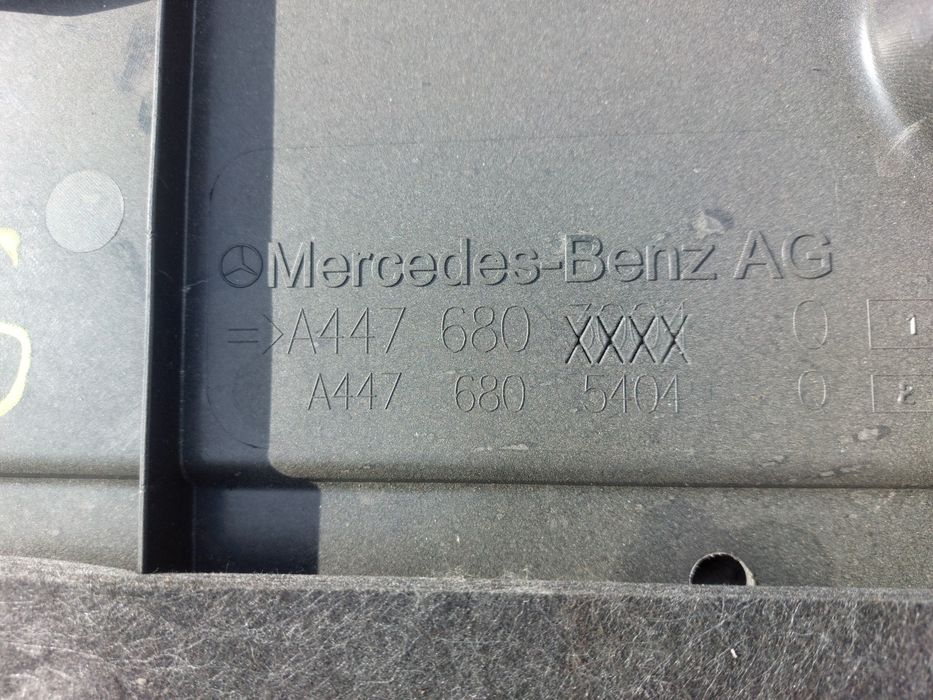 Mercedes-Benz AG
=>A447 680 XXXX 0 1
A447 680 5404 0 2